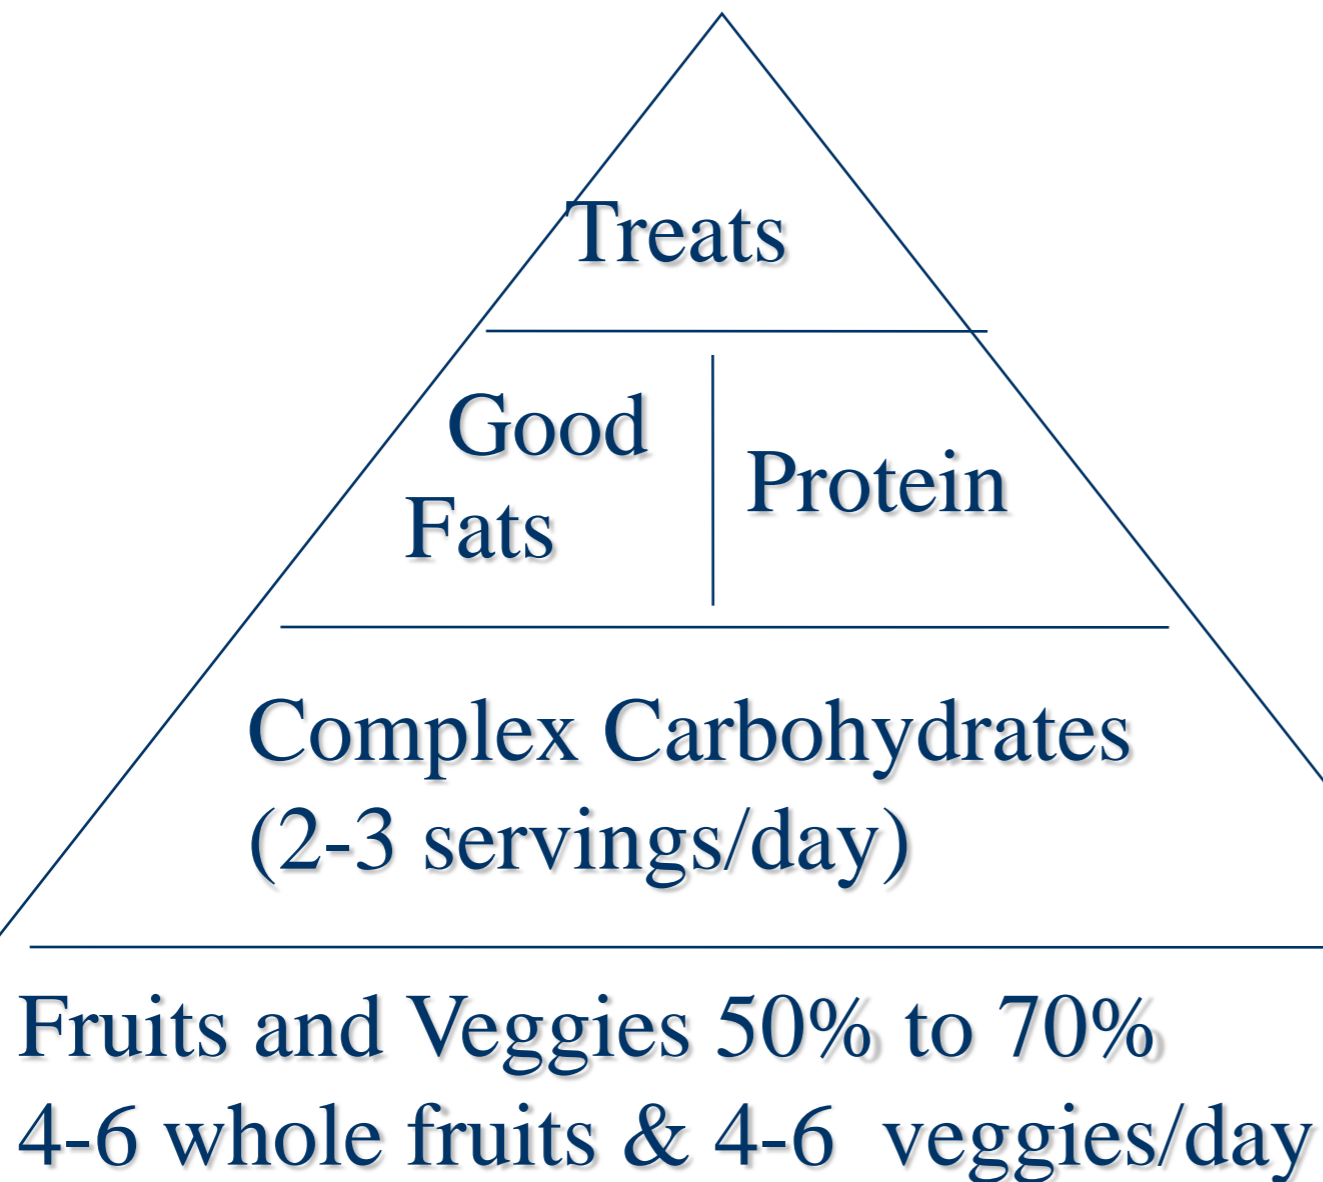 Treats
Good
Fats
Protein
Complex Carbohydrates
(2-3 servings/day)
Fruits and Veggies 50% to 70%
4-6 whole fruits & 4-6 veggies/day